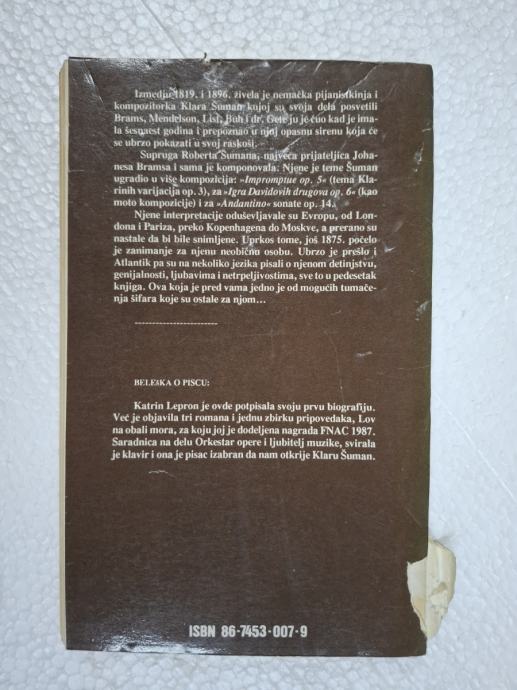 Između 1819. i 1896. živela je nemačka pijanistkinja i
kompozitorka Klara Šuman kojoj su svoja dela posvetili
Brams, Mendelson, List, Buh i dr. Gete ju je čuo kad je ima-
la šesnaest godina i prepoznao u njoj opasnu sirenu koja će
se ubrzo pokazati u svoj raskoši.
Supruga Roberta Šumana, najveća prijateljica Joha-
nesa Bramsa i sama je komponovala: Njene je teme Šuman
ugradio u više kompozicija: »Impromptue op. 5« (tema Kla-
rinih varijacija op. 3), za »Igra Davidovih drugova op. 6« (kao
moto kompozicije) i za »Andantino« sonate op. 14.
Njene interpretacije oduševljavale su Evropu, od Lon-
dona i Pariza, preko Kopenhagena do Moskve, a prerano su
nastale da bi bile snimljene. Uprkos tome, još 1875. počelo
je zanimanje za njenu neobičnu osobu. Ubrzo je prešlo i
Atlantik pa su na nekoliko jezika pisali o njenom detinjstvu,
genijalnosti, ljubavima i netrpeljivostima, sve to u pedesetak
knjiga. Ova koja je pred vama jedno je od mogućih tumače-
nja šifara koje su ostale za njom...
------------------------
BELEŠKA O PISCU:
Katrin Lepron je ovde potpisala svoju prvu biografiju.
Već je objavila tri romana i jednu zbirku pripovedaka, Lov
na obali mora, za koju joj je dodeljena nagrada FNAC 1987.
Saradnica na delu Orkestar opere i ljubitelj muzike, svirala
je klavir i ona je pisac izabran da nam otkrije Klaru Šuman.
ISBN 86-7453-007-9